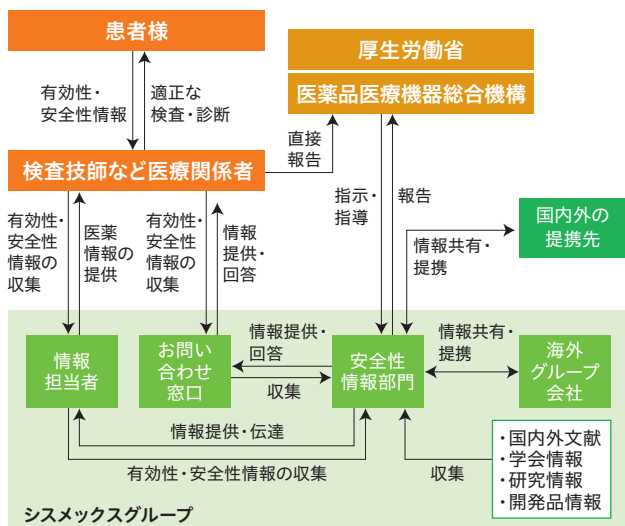 患者様
厚生労働省
医薬品医療機器総合機構
有効性・
安全性情報
適正な
検査・診断
検査技師など医療関係者
直接
報告
指示・
指導
報告
有効性・
安全性
情報の
収集
医薬
情報の
提供
有効性・
安全性
情報の
収集
情報
提供・
回答
国内外の
提携先
情報共有・
提携
情報
担当者
お問い
合わせ
窓口
情報提供・
回答
収集
安全性
情報部門
情報共有・
提携
海外
グループ
会社
情報提供・伝達
有効性・安全性情報の収集
収集
・国内外文献
・学会情報
・研究情報
・開発品情報
シスメックスグループ